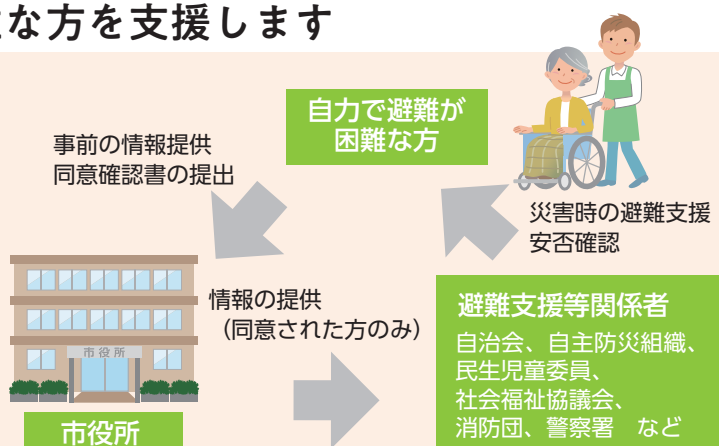 な方を支援します
自力で避難が
困難な方
事前の情報提供
同意確認書の提出
災害時の避難支援
安否確認
情報の提供
（同意された方のみ）
避難支援等関係者
自治会、自主防災組織、
民生児童委員、
社会福祉協議会、
消防団、警察署　など
市役所
市役所